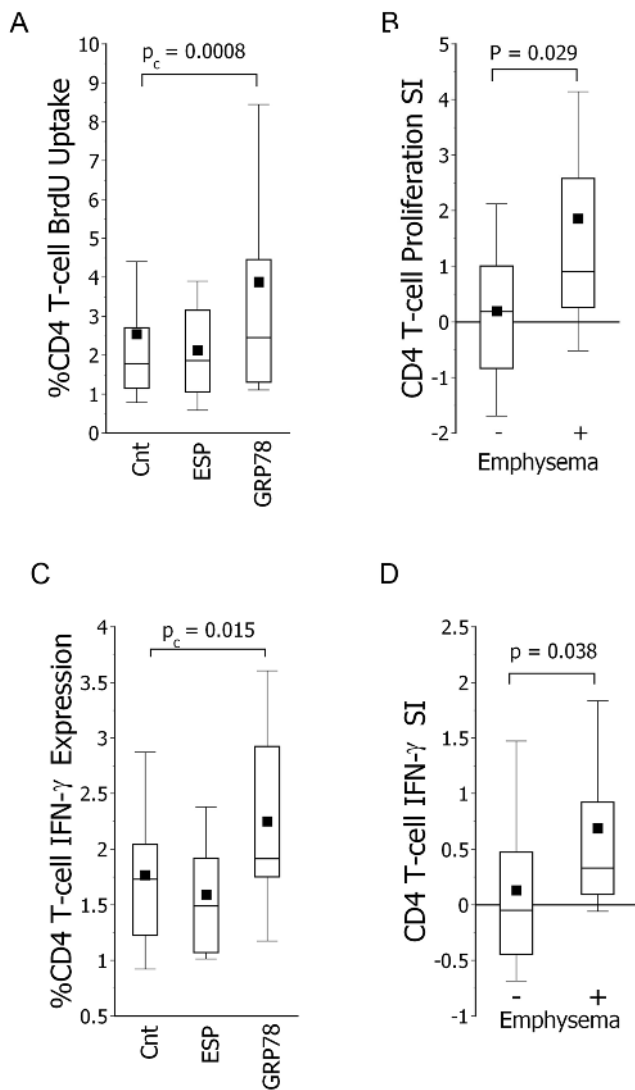 A
p_c = 0.0008
%CD4 T-cell BrdU Uptake
10
9
8
7
6
5
4
3
2
1
0
Cnt
ESP
GRP78
B
P = 0.029
CD4 T-cell Proliferation SI
5
4
3
2
1
0
-1
-2
-
+
Emphysema
C
p_c = 0.015
%CD4 T-cell IFN-γ Expression
4
3.5
3
2.5
2
1.5
1
0.5
Cnt
ESP
GRP78
D
p = 0.038
CD4 T-cell IFN-γ SI
2.5
2
1.5
1
0.5
0
-0.5
-1
-
+
Emphysema